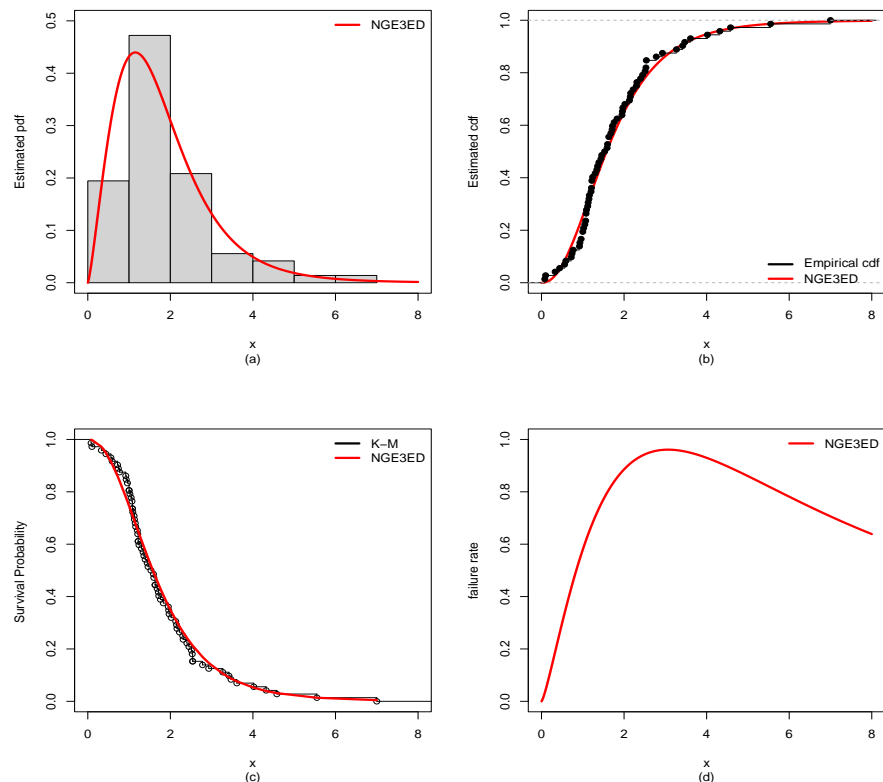 NGE3ED
Estimated pdf
0.0 0.1 0.2 0.3 0.4 0.5
0 2 4 6 8
x
(a)
Estimated cdf
0.0 0.2 0.4 0.6 0.8 1.0
Empirical cdf
NGE3ED
0 2 4 6 8
x
(b)
K−M
NGE3ED
Survival Probability
0.0 0.2 0.4 0.6 0.8 1.0
0 2 4 6 8
x
(c)
NGE3ED
failure rate
0.0 0.2 0.4 0.6 0.8 1.0
0 2 4 6 8
x
(d)